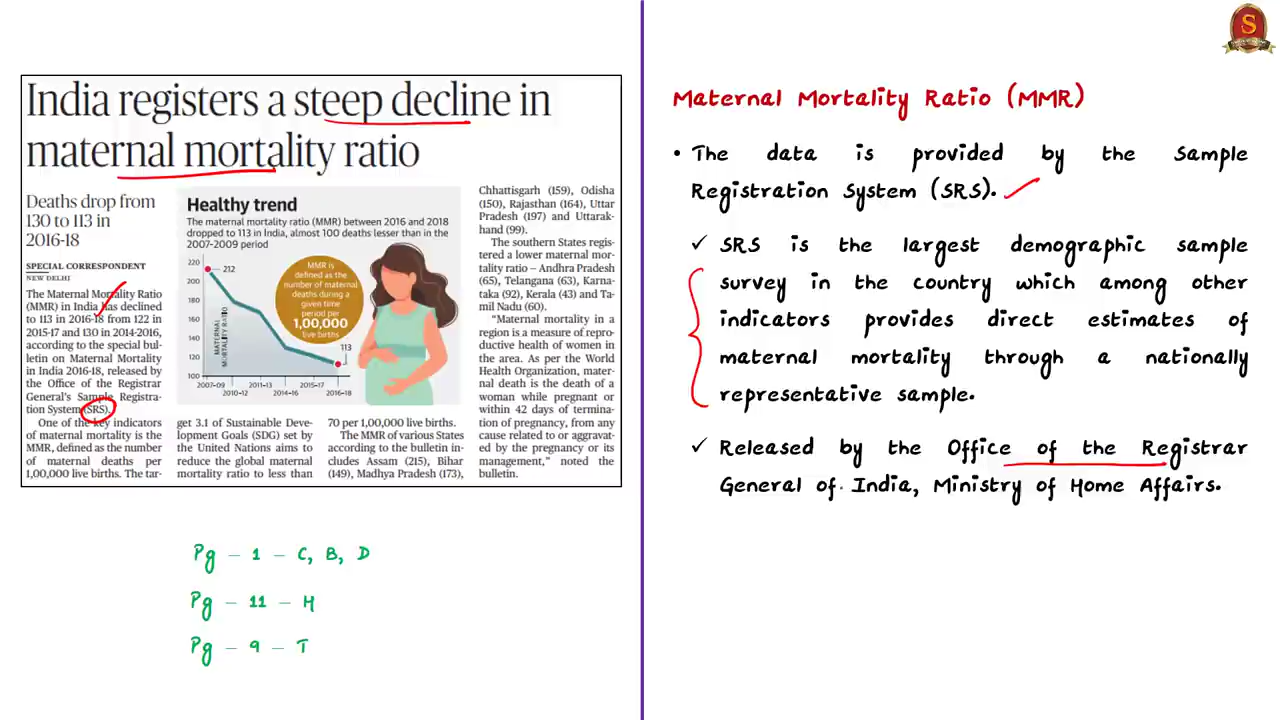 India registers a steep decline in
maternal mortality ratio
Deaths drop from
130 to 113 in
2016-18
SPECIAL CORRESPONDENT
NEW DELHI
The Maternal Mortality Ratio
(MMR) in India has declined
to 113 in 2016-18 from 122 in
2015-17 and 130 in 2014-2016,
according to the special bul-
letin on Maternal Mortality
in India 2016-18, released by
the Office of the Registrar
General's Sample Registra-
tion System (SRS).
One of the key indicators
of maternal mortality is the
MMR, defined as the number
of maternal deaths per
1,00,000 live births. The tar-
Healthy trend
The maternal mortality ratio (MMR) between 2016 and 2018
dropped to 113 in India, almost 100 deaths lesser than in the
2007-2009 period
220
200
180
160
140
120
100
212
113
MATERNAL
MORTALITY RATIO
MMR is
defined as the
number of maternal
deaths during a
given time
period per
1,00,000
live births
2007-09
2010-12
2011-13
2014-16
2015-17
2016-18
get 3.1 of Sustainable Deve-
lopment Goals (SDG) set by
the United Nations aims to
reduce the global maternal
mortality ratio to less than
70 per 1,00,000 live births.
The MMR of various States
according to the bulletin in-
cludes Assam (215), Bihar
(149), Madhya Pradesh (173),
Chhattisgarh (159), Odisha
(150), Rajasthan (164), Uttar
Pradesh (197) and Uttarak-
hand (99).
The southern States regis-
tered a lower maternal mor-
tality ratio – Andhra Pradesh
(65), Telangana (63), Karna-
taka (92), Kerala (43) and Ta-
mil Nadu (60).
"Maternal mortality in a
region is a measure of repro-
ductive health of women in
the area. As per the World
Health Organization, mater-
nal death is the death of a
woman while pregnant or
within 42 days of termina-
tion of pregnancy, from any
cause related to or aggravat-
ed by the pregnancy or its
management," noted the
bulletin.
Pg – 1 – C, B, D
Pg – 11 – H
Pg – 9 – T
S
Maternal Mortality Ratio (MMR)
• The data is provided by the Sample
Registration System (SRS).
✓ SRS is the largest demographic sample
survey in the country which among other
indicators provides direct estimates of
maternal mortality through a nationally
representative sample.
✓ Released by the Office of the Registrar
General of India, Ministry of Home Affairs.